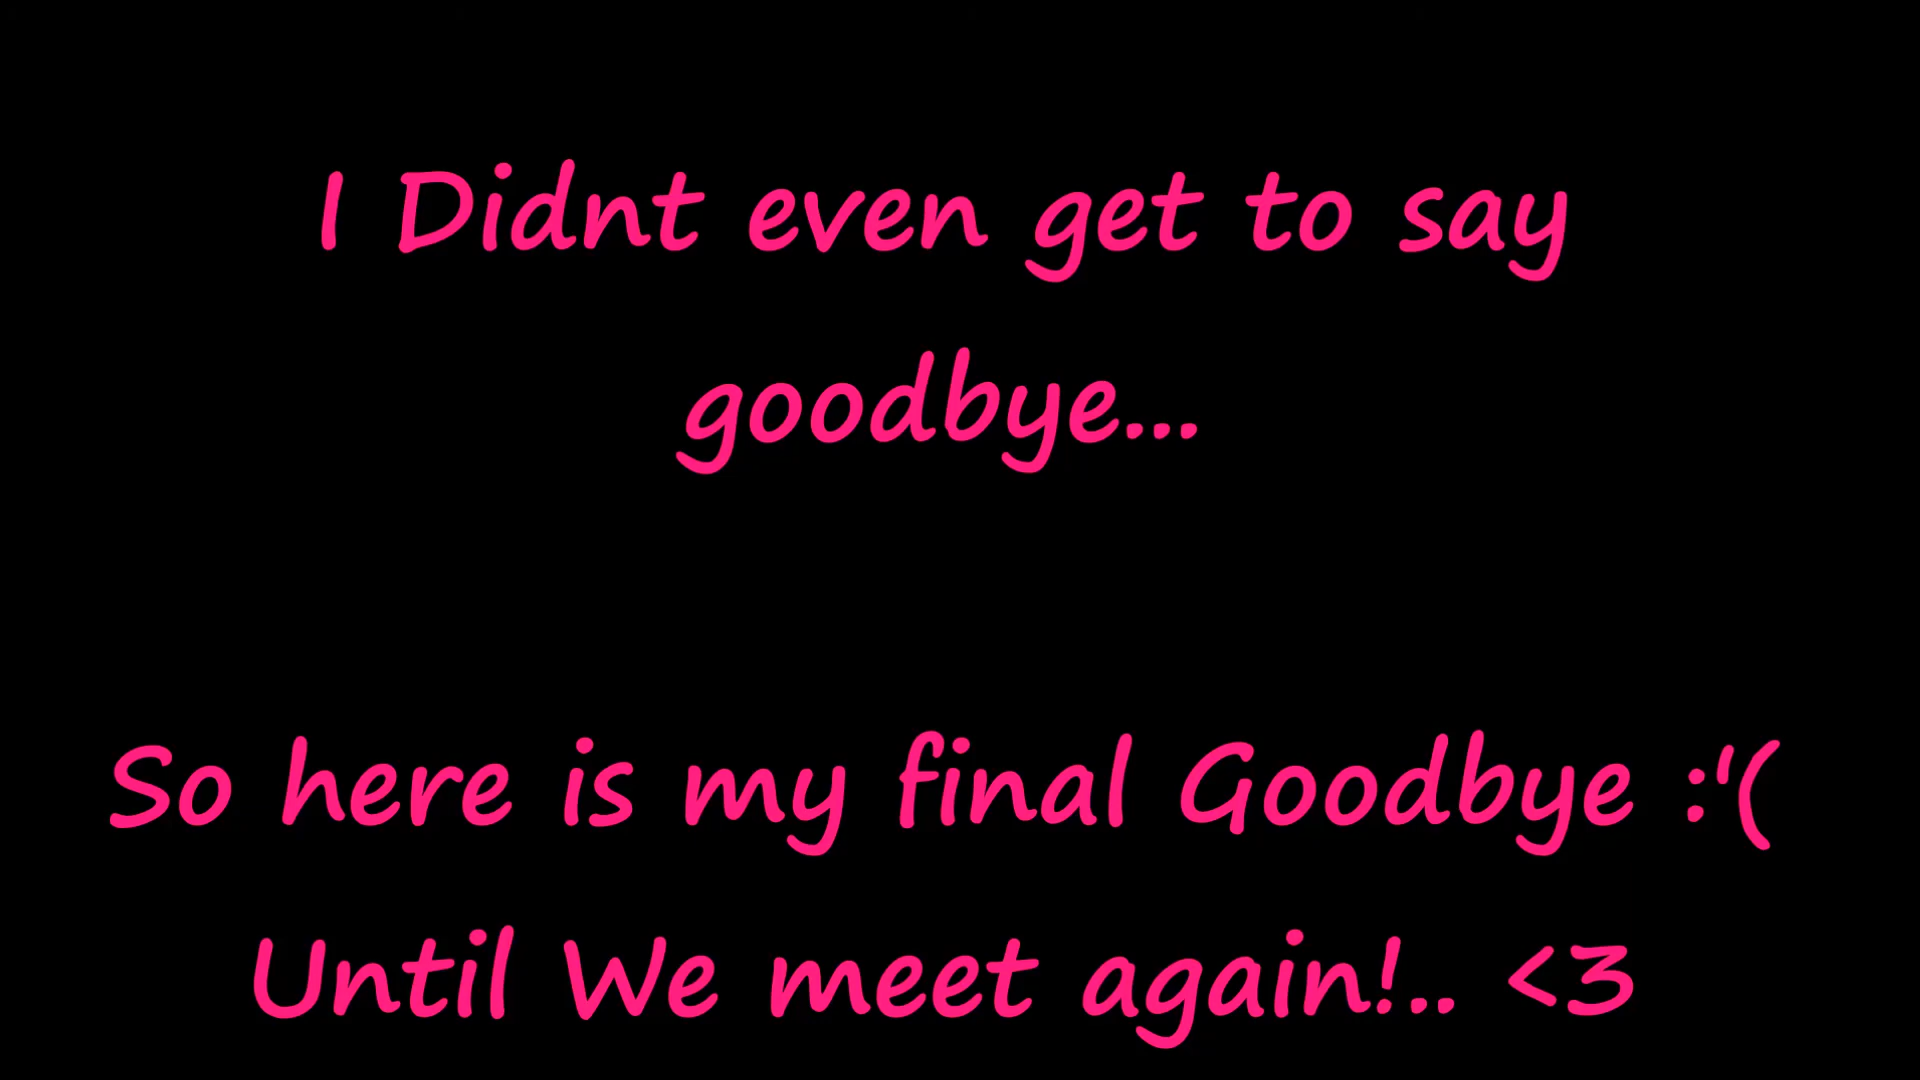 I Didnt even get to say
goodbye...
So here is my final Goodbye :'(
Until We meet again!.. <3